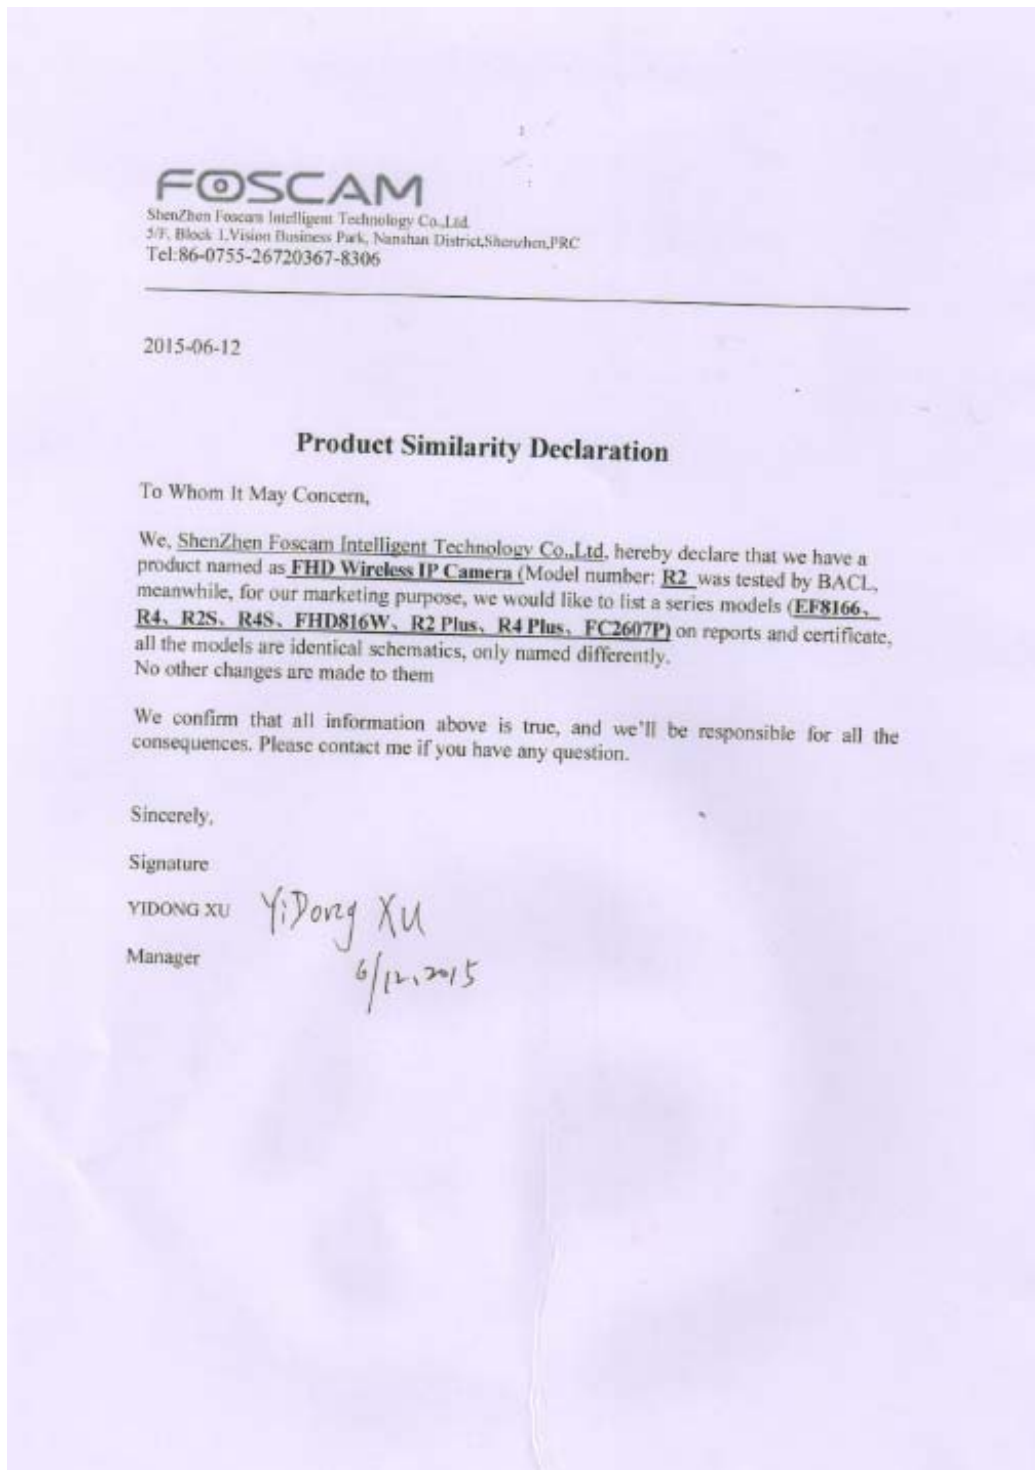 FOSCAM
ShenZhen Foscam Intelligent Technology Co.,Ltd.
5/F, Block 1,Vision Business Park, Nanshan District,Shenzhen,PRC
Tel:86-0755-26720367-8306
2015-06-12
Product Similarity Declaration
To Whom It May Concern,
We, ShenZhen Foscam Intelligent Technology Co.,Ltd, hereby declare that we have a
product named as FHD Wireless IP Camera (Model number: R2 was tested by BACL,
meanwhile, for our marketing purpose, we would like to list a series models (EF8166、
R4、R2S、R4S、FHD816W、R2 Plus、R4 Plus、FC2607P) on reports and certificate,
all the models are identical schematics, only named differently.
No other changes are made to them
We confirm that all information above is true, and we'll be responsible for all the
consequences. Please contact me if you have any question.
Sincerely,
Signature
YIDONG XU YiDong XU
Manager 6/12, 2015